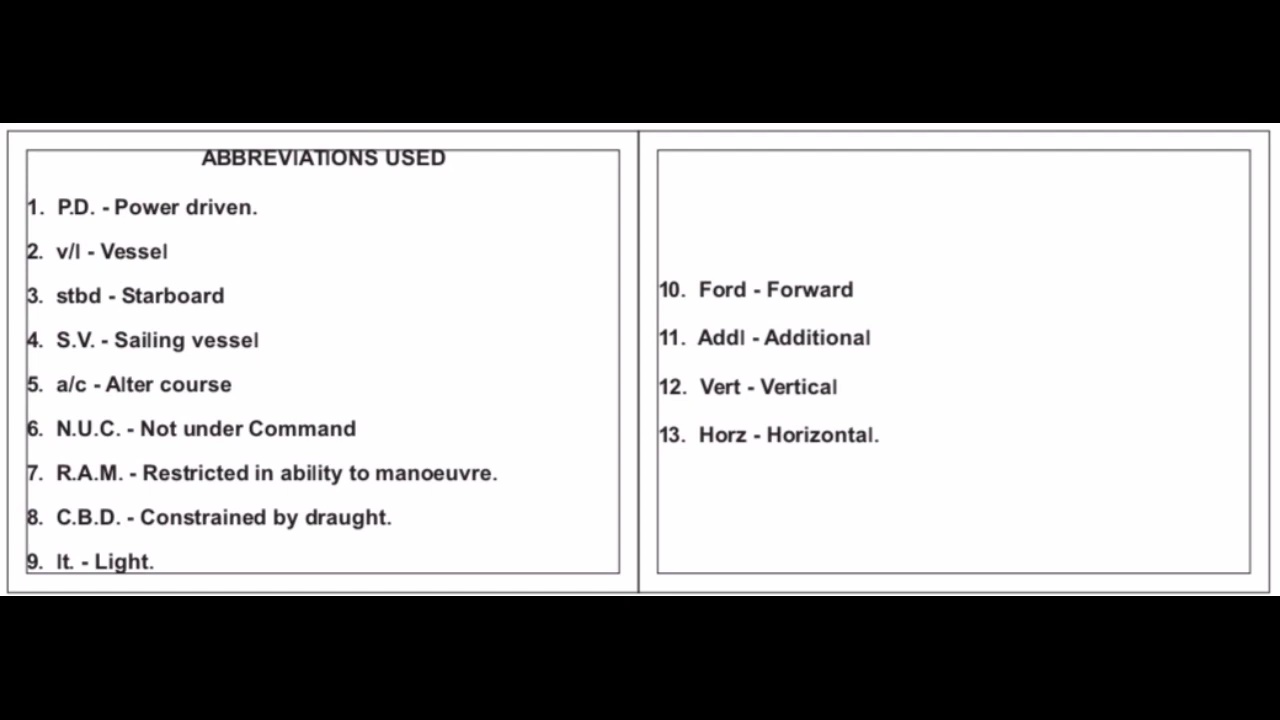 ABBREVIATIONS USED
1. P.D. - Power driven.
2. v/l - Vessel
3. stbd - Starboard
4. S.V. - Sailing vessel
5. a/c - Alter course
6. N.U.C. - Not under Command
7. R.A.M. - Restricted in ability to manoeuvre.
8. C.B.D. - Constrained by draught.
9. lt. - Light.
10. Ford - Forward
11. Addl - Additional
12. Vert - Vertical
13. Horz - Horizontal.